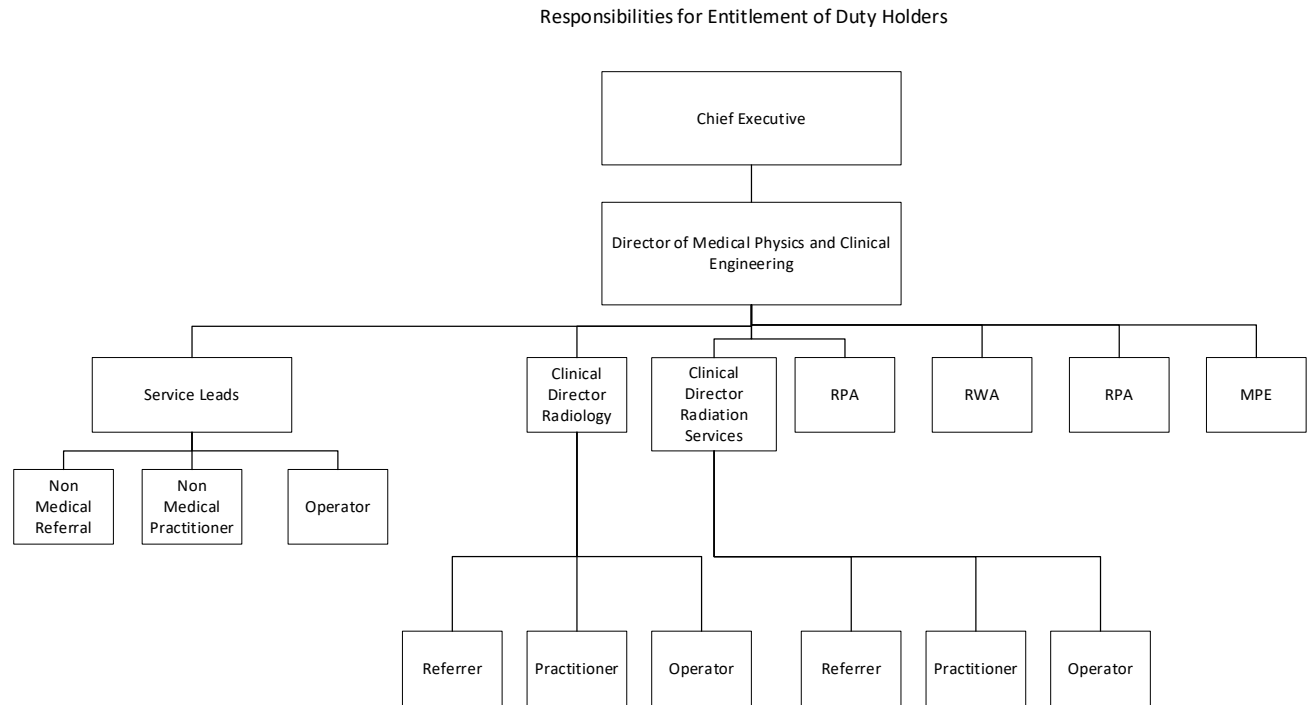 Responsibilities for Entitlement of Duty Holders
Chief Executive
Director of Medical Physics and Clinical
Engineering
Service Leads
Clinical
Director
Radiology
Clinical
Director
Radiation
Services
RPA
RWA
RPA
MPE
Non
Medical
Referral
Non
Medical
Practitioner
Operator
Referrer
Practitioner
Operator
Referrer
Practitioner
Operator